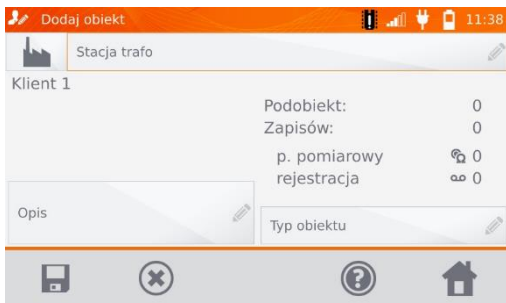 Dodaj obiekt 11:38
Stacja trafo
Klient 1
Podobiekt: 0
Zapisów: 0
p. pomiarowy 0
rejestracja 0
Opis
Typ obiektu